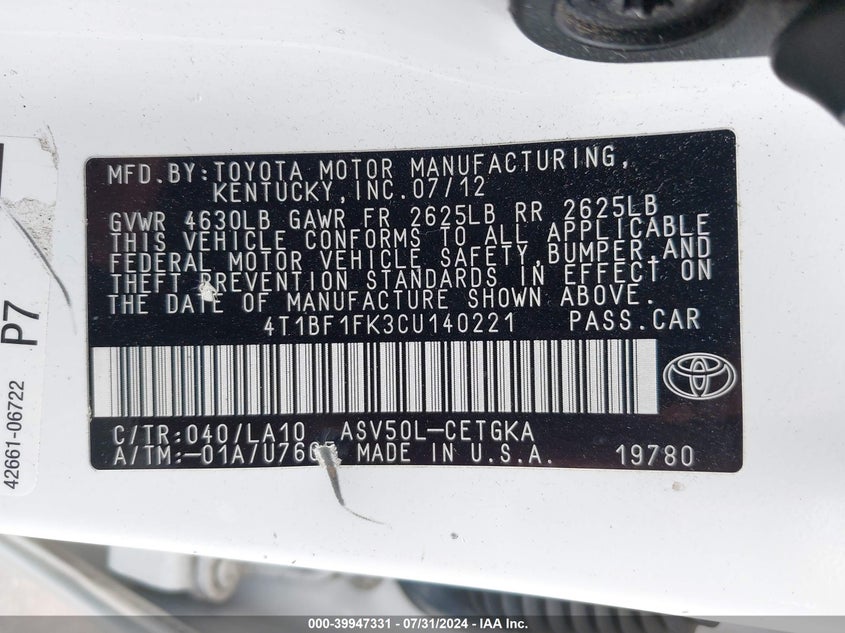 MFD.BY:TOYOTA MOTOR MANUFACTURING,
KENTUCKY,INC.07/12
GVWR 4630LB GAWR FR 2625LB RR 2625LB
THIS VEHICLE CONFORMS TO ALL APPLICABLE
FEDERAL MOTOR VEHICLE SAFETY,BUMPER,AND
THEFT PREVENTION STANDARDS IN EFFECT ON
THE DATE OF MANUFACTURE SHOWN ABOVE.
4T1BF1FK3CU140221 PASS.CAR
C/TR:040/LA10 ASV50L-CETGKA
A/TM:-01A/ MADE IN U.S.A. 19780
42661-06722
P7
000-39947331 - 07/31/2024 - IAA Inc.